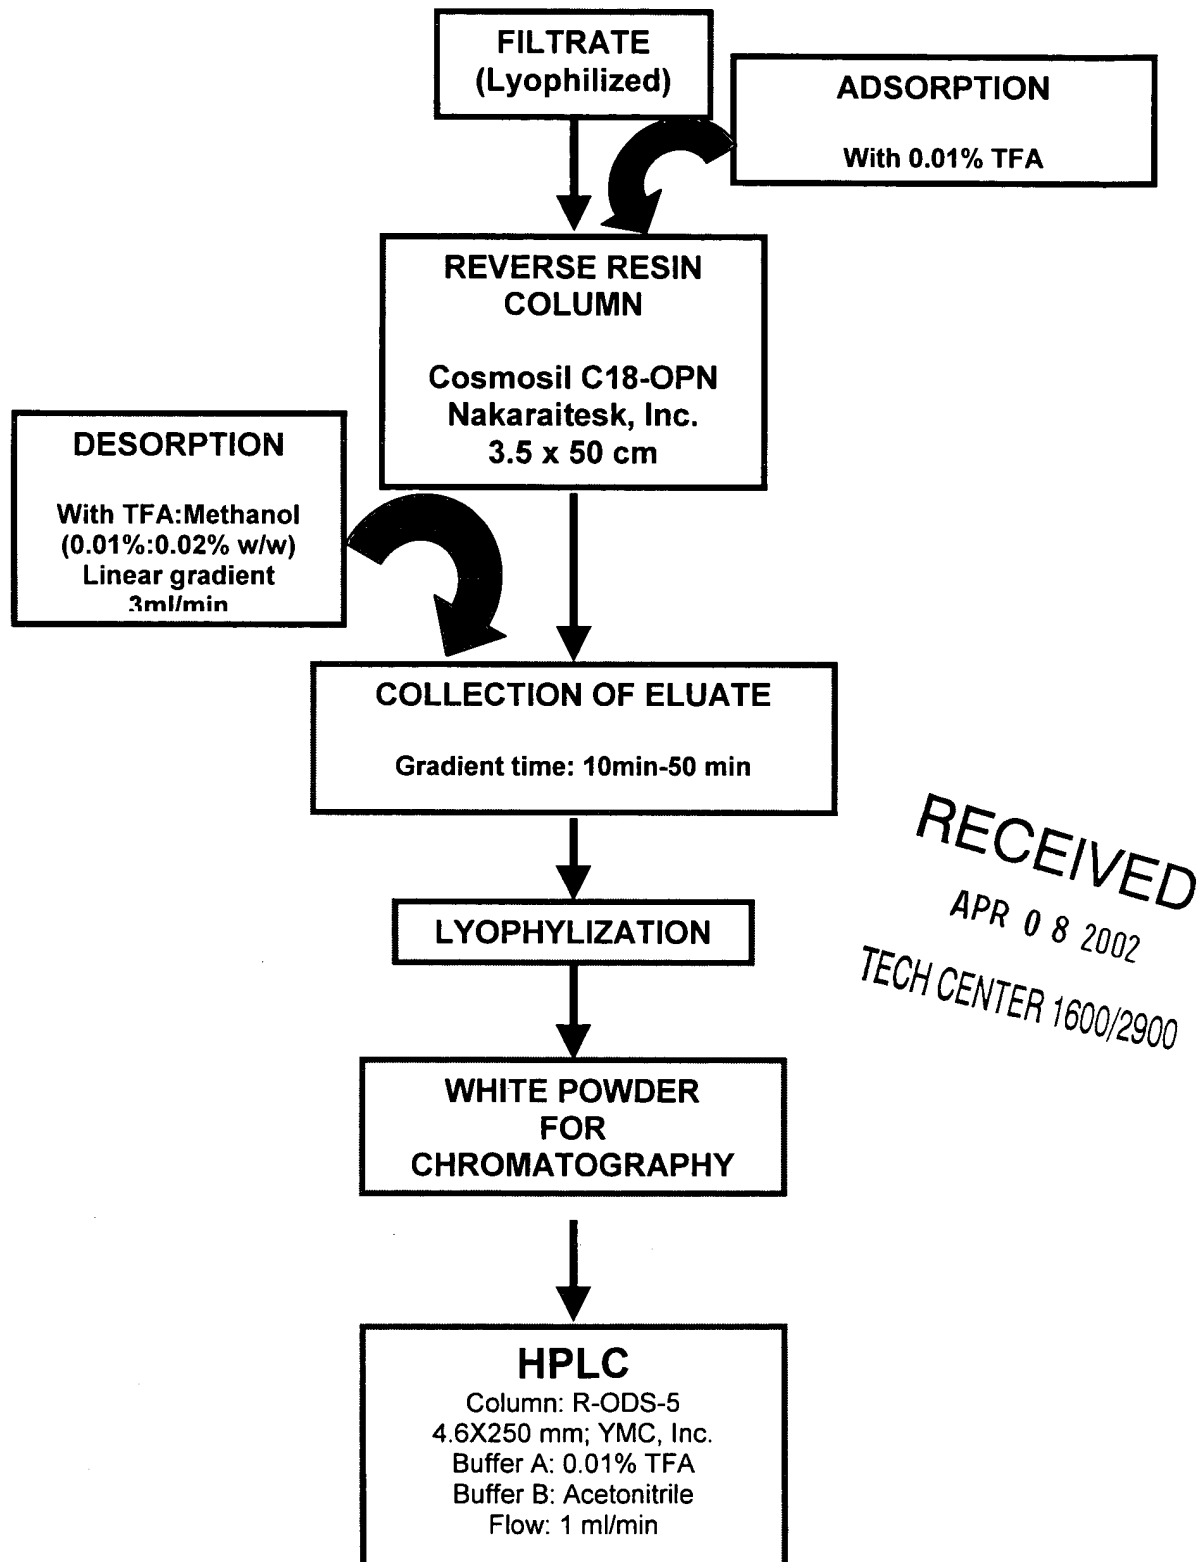 FILTRATE
(Lyophilized)
ADSORPTION
With 0.01% TFA
REVERSE RESIN
COLUMN
Cosmosil C18-OPN
Nakaraitesk, Inc.
3.5 x 50 cm
DESORPTION
With TFA:Methanol
(0.01%:0.02% w/w)
Linear gradient
3ml/min
COLLECTION OF ELUATE
Gradient time: 10min-50 min
RECEIVED
APR 08 2002
TECH CENTER 1600/2900
LYOPHYLIZATION
WHITE POWDER
FOR
CHROMATOGRAPHY
HPLC
Column: R-ODS-5
4.6X250 mm; YMC, Inc.
Buffer A: 0.01% TFA
Buffer B: Acetonitrile
Flow: 1 ml/min